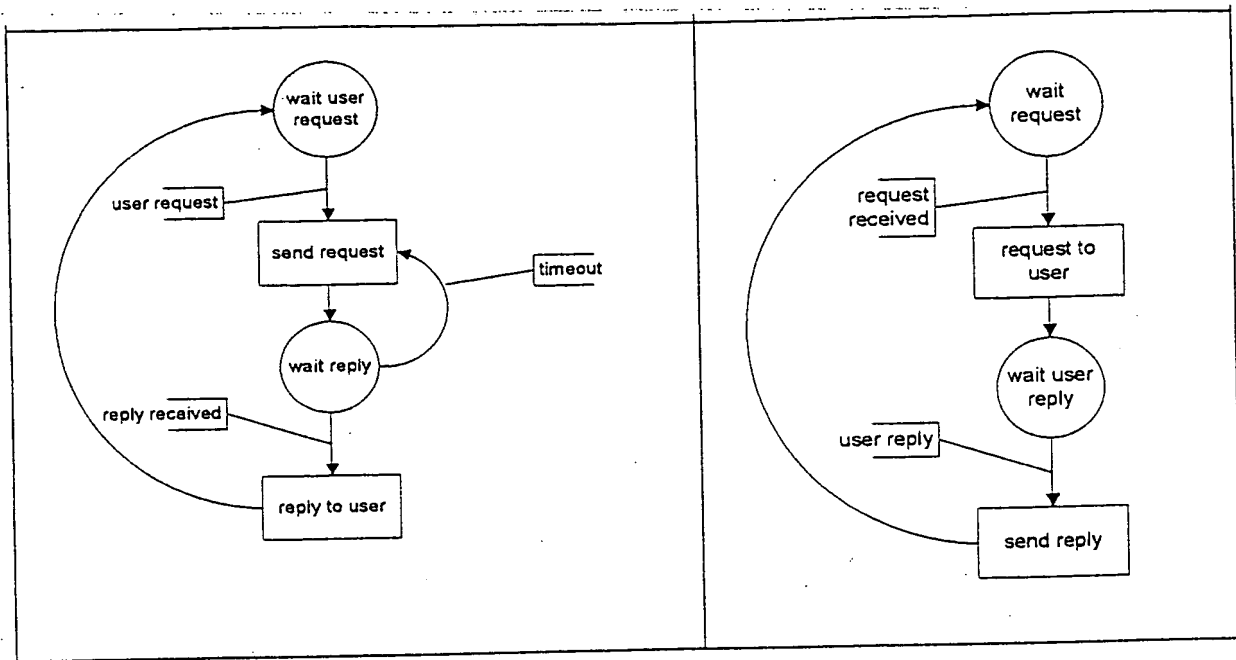 wait user
request
user request
send request
timeout
wait reply
reply received
reply to user
wait
request
request
received
request to
user
wait user
reply
user reply
send reply